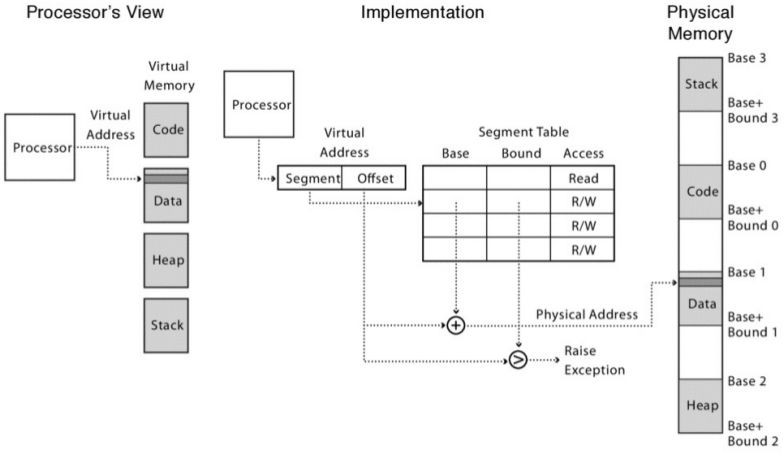 Processor's View
Virtual
Memory
Virtual
Address
Processor
Code
Data
Heap
Stack
Implementation
Processor
Virtual
Address
Segment Offset
Segment Table
Base Bound Access
Read
R/W
R/W
R/W
+
Physical Address
>
Raise
Exception
Physical
Memory
Base 3
Stack
Base+
Bound 3
Base 0
Code
Base+
Bound 0
Base 1
Data
Base+
Bound 1
Base 2
Heap
Base+
Bound 2